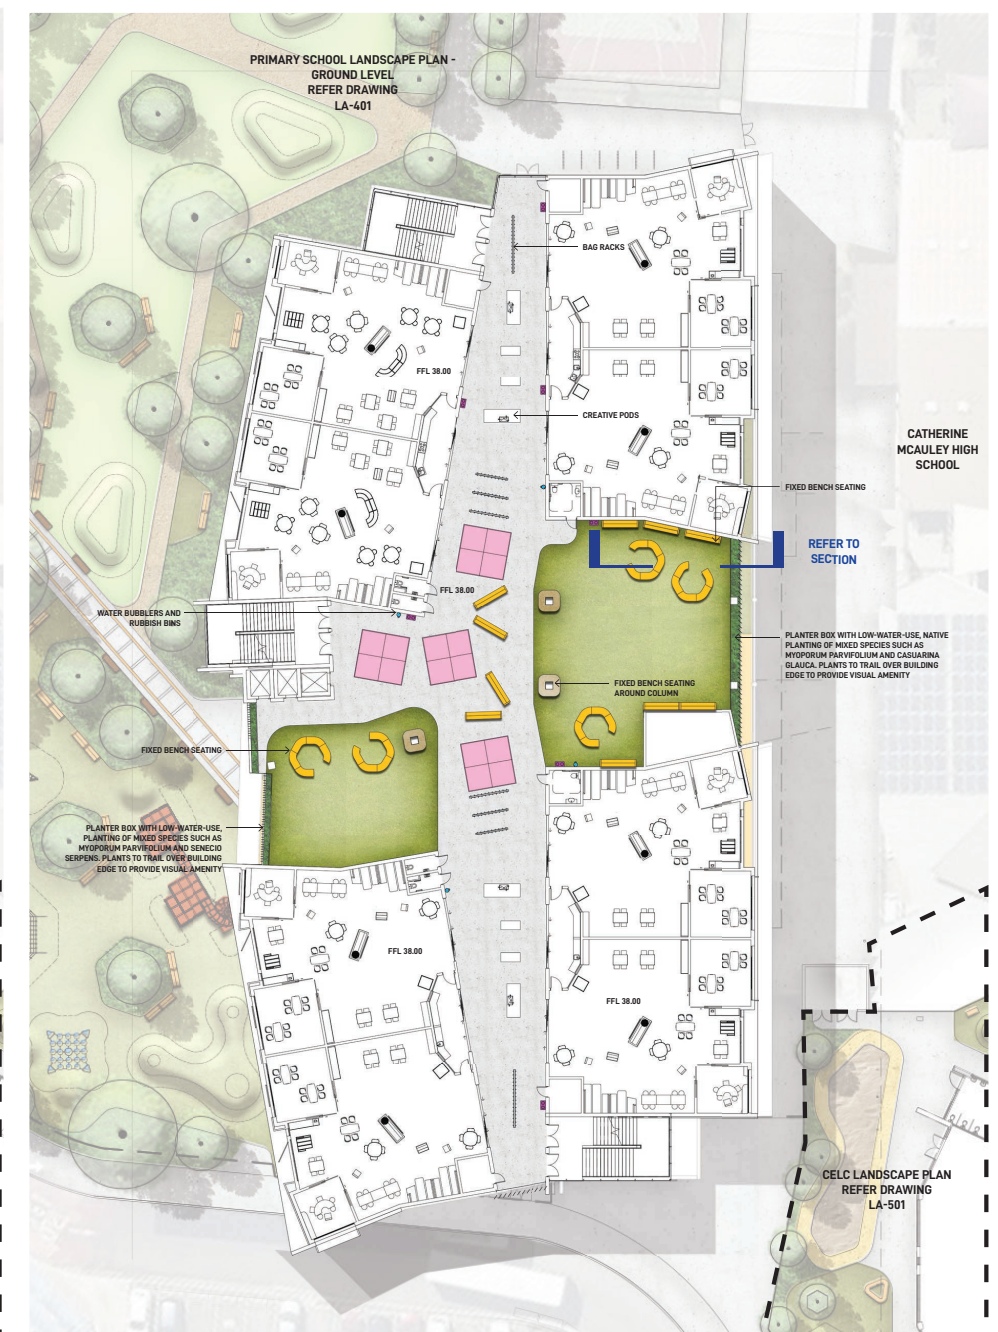 PRIMARY SCHOOL LANDSCAPE PLAN -
GROUND LEVEL
REFER DRAWING
LA-401
BAG RACKS
FFL 38.00
CREATIVE PODS
CATHERINE
MCAULEY HIGH
SCHOOL
FIXED BENCH SEATING
REFER TO
SECTION
FFL 38.00
WATER BUBBLERS AND
RUBBISH BINS
PLANTER BOX WITH LOW-WATER-USE, NATIVE
PLANTING OF MIXED SPECIES SUCH AS
MYOPORUM PARVIFOLIUM AND CASUARINA
GLAUCA. PLANTS TO TRAIL OVER BUILDING
EDGE TO PROVIDE VISUAL AMENITY
FIXED BENCH SEATING
AROUND COLUMN
FIXED BENCH SEATING
PLANTER BOX WITH LOW-WATER-USE,
PLANTING OF MIXED SPECIES SUCH AS
MYOPORUM PARVIFOLIUM AND SENECIO
SERPENS. PLANTS TO TRAIL OVER BUILDING
EDGE TO PROVIDE VISUAL AMENITY
FFL 38.00
FFL 38.00
CELC LANDSCAPE PLAN
REFER DRAWING
LA-501